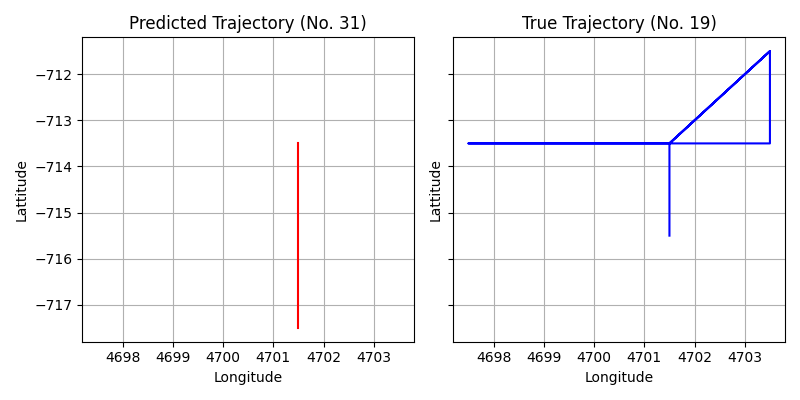 Predicted Trajectory (No. 31)
True Trajectory (No. 19)
−712
−713
−714
−715
−716
−717
Lattitude
4698 4699 4700 4701 4702 4703
Longitude
Lattitude
4698 4699 4700 4701 4702 4703
Longitude